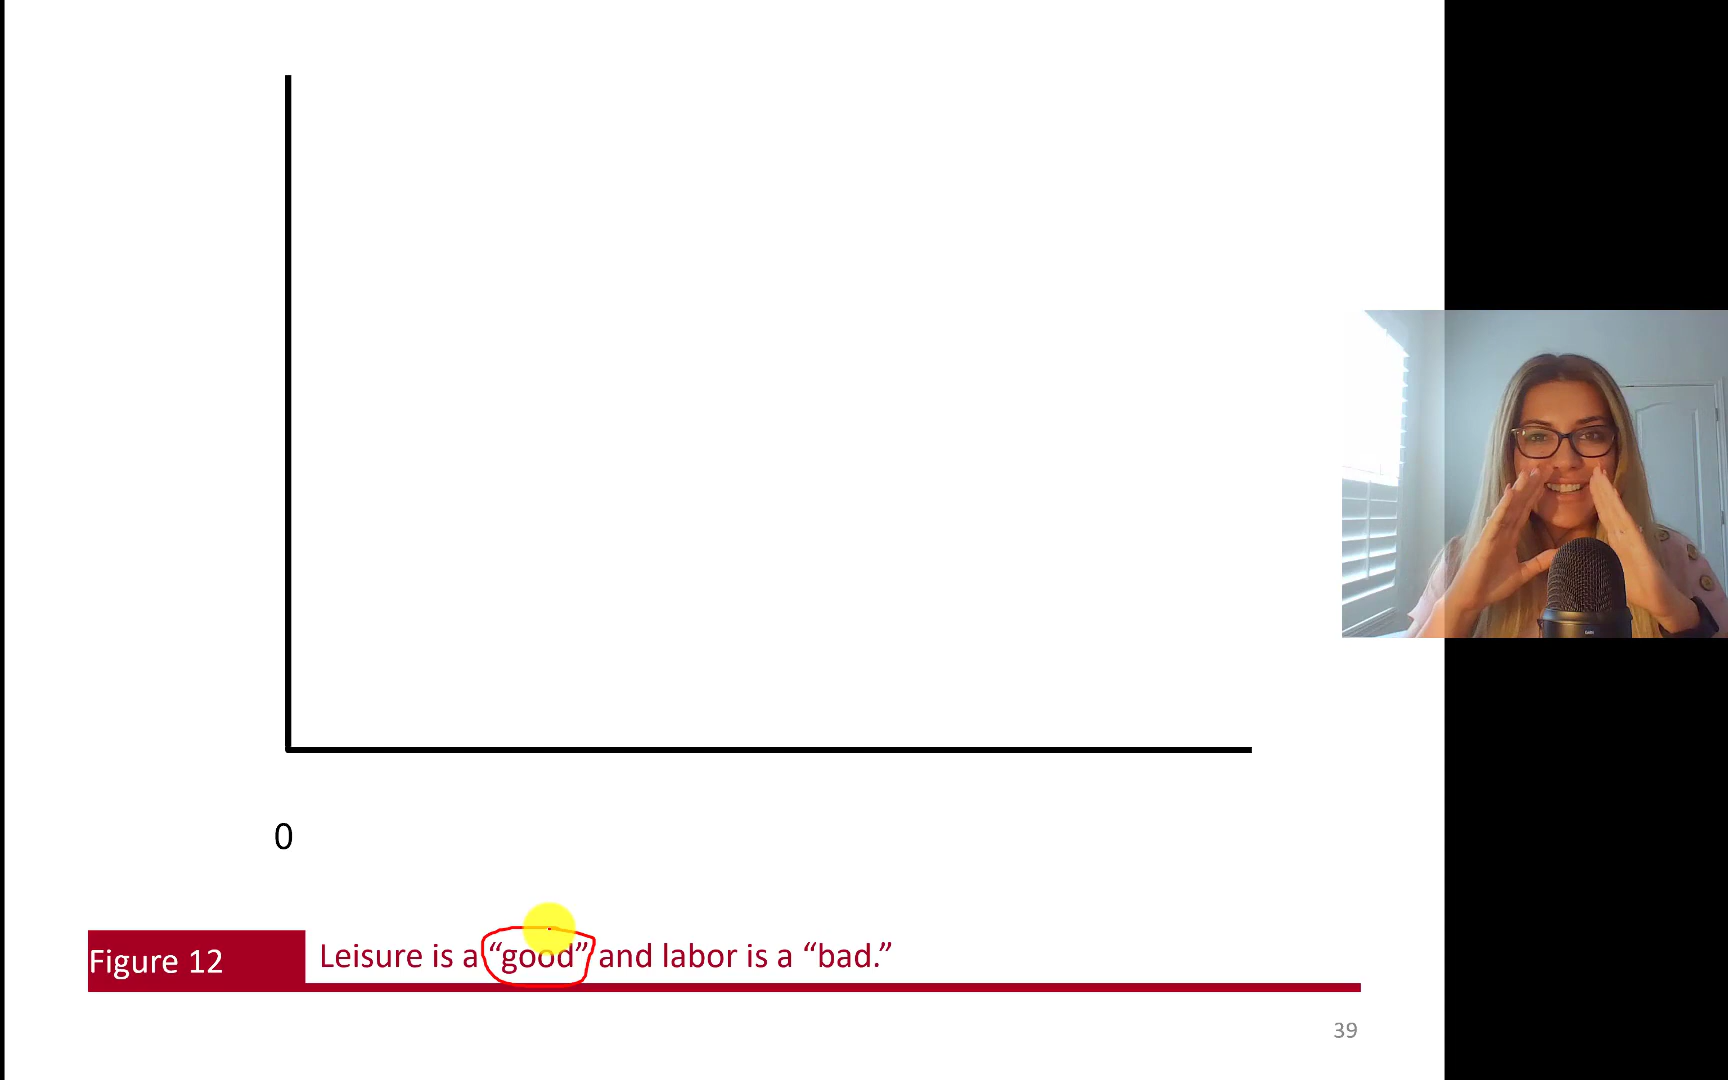 0
Figure 12
Leisure is a “good” and labor is a “bad.”
39